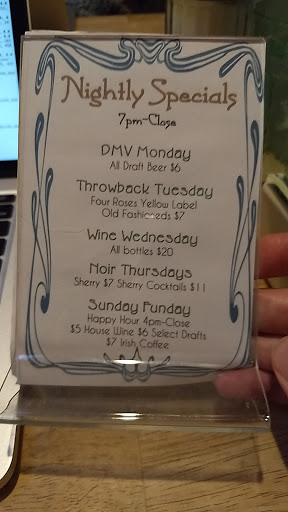 Nightly Specials
7pm-Close
DMV Monday
All Draft Beer $6
Throwback Tuesday
Four Roses Yellow Label
Old Fashioneds $7
Wine Wednesday
All bottles $20
Noir Thursdays
Sherry $7 Sherry Cocktails $11
Sunday Funday
Happy Hour 4pm-Close
$5 House Wine $6 Select Drafts
$7 Irish Coffee